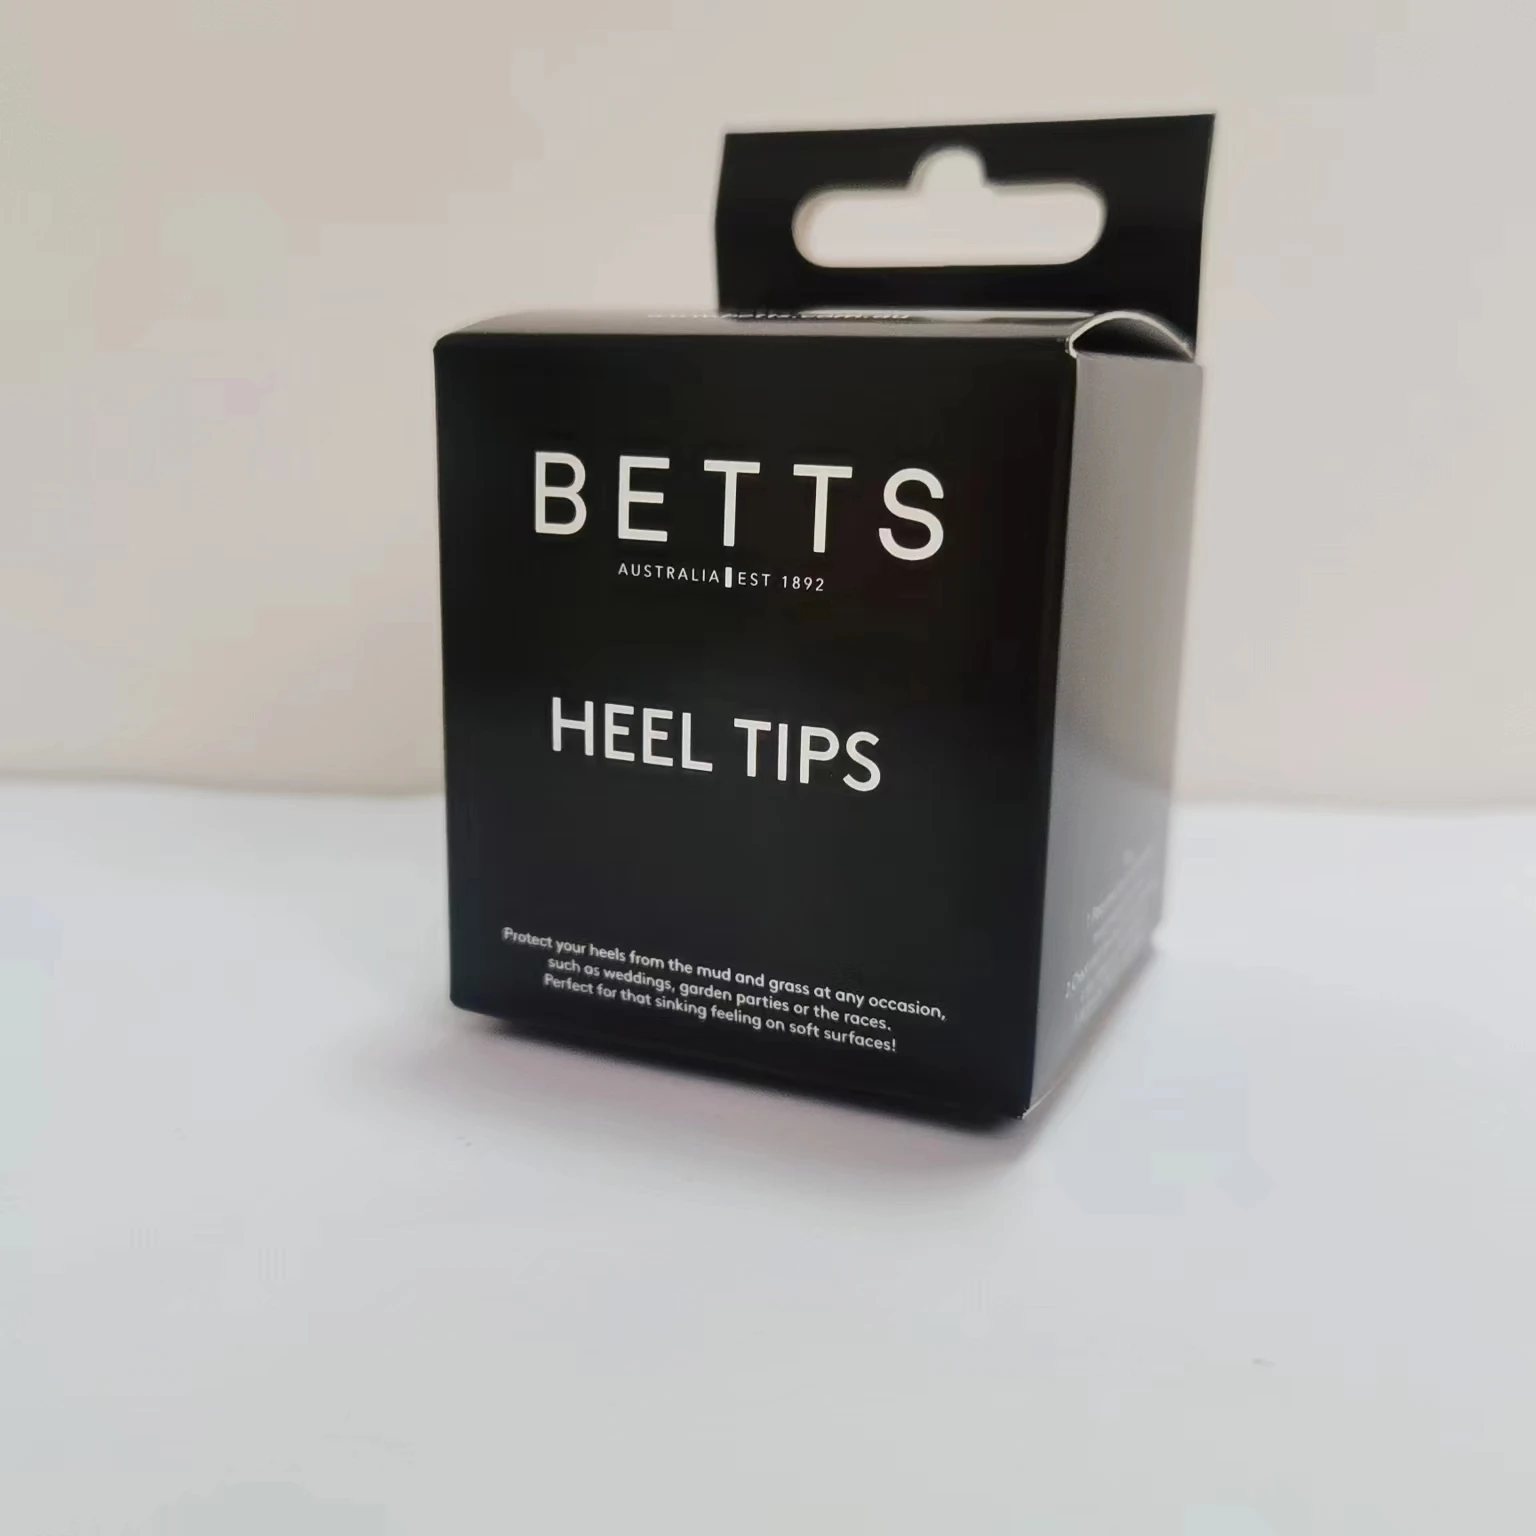 BETTS
AUSTRALIA EST 1892
HEEL TIPS
Protect your heels from the mud and grass at any occasion,
such as weddings, garden parties or the races.
Perfect for that sinking feeling on soft surfaces!